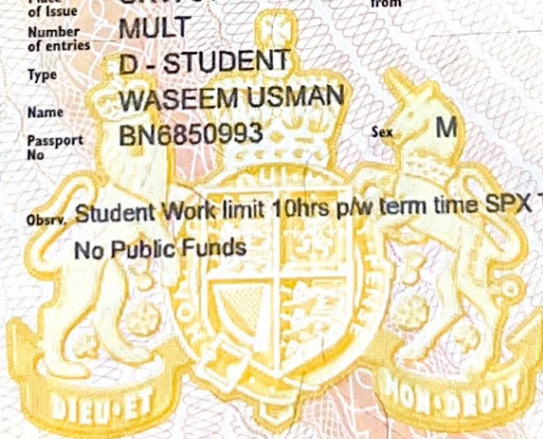 of Issue
from
Number of entries MULT
Type D - STUDENT
Name WASEEM USMAN
Passport No BN6850993 Sex M
Obsrv. Student Work limit 10hrs p/w term time SPX
No Public Funds
DIEU·ET MON·DROIT